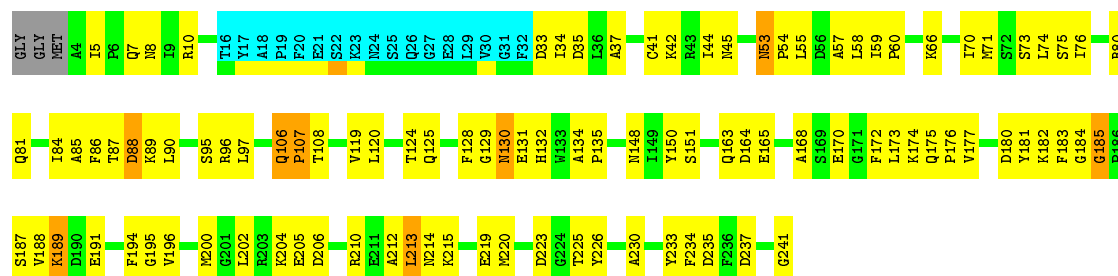 GLY GLY MET A4 I5 P6 Q7 N8 I9 R10 T16 Y17 A18 P19 F20 E21 S22 K23 N24 S25 Q26 G27 E28 L29 V30 G31 F32 D33 I34 D35 L36 A37 C41 K42 R43 I44 N45 N53 P54 L55 D56 A57 L58 I59 P60 K66 I70 M71 S72 S73 L74 S75 I76
Q81 I84 A85 F86 T87 D88 K89 L90 S95 R96 L97 Q106 P107 T108 V119 L120 T124 Q125 F128 G129 N130 E131 H132 W133 A134 P135 N148 I149 Y150 S151 Q163 D164 E165 A168 S169 E170 G171 F172 L173 K174 Q175 P176 V177 D180 Y181 K182 F183 G184 G185
S187 V188 K189 D190 E191 F194 G195 V196 M200 G201 L202 R203 K204 E205 D206 R210 E211 A212 L213 N214 K215 E219 M220 D223 G224 T225 Y226 A230 Y233 F234 D235 F236 D237 G241